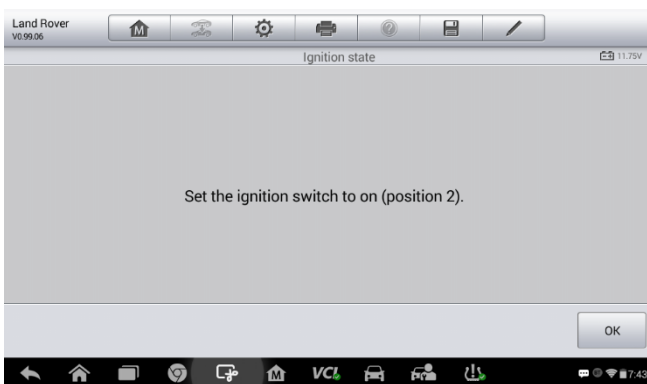 Land Rover
V0.99.06
M
?
Ignition state
11.75V
Set the ignition switch to on (position 2).
OK
M
VCI
7:43